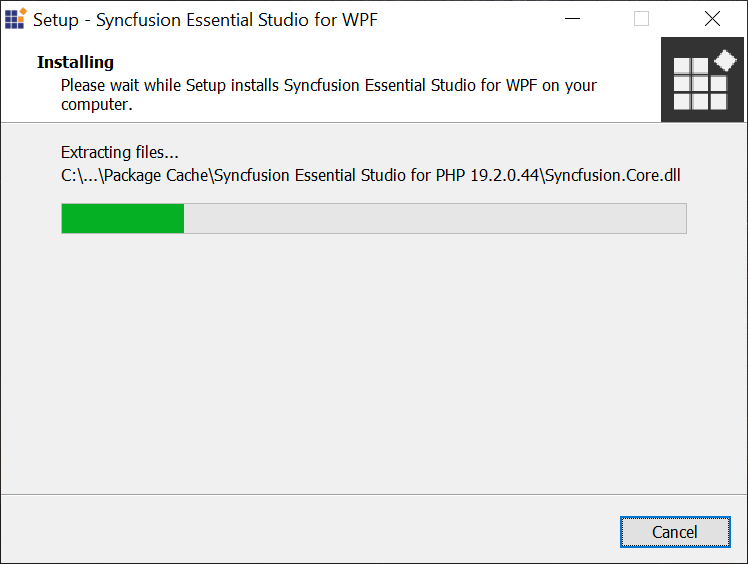 Setup - Syncfusion Essential Studio for WPF
Installing
Please wait while Setup installs Syncfusion Essential Studio for WPF on your
computer.
Extracting files...
C:\...\Package Cache\Syncfusion Essential Studio for PHP 19.2.0.44\Syncfusion.Core.dll
Cancel